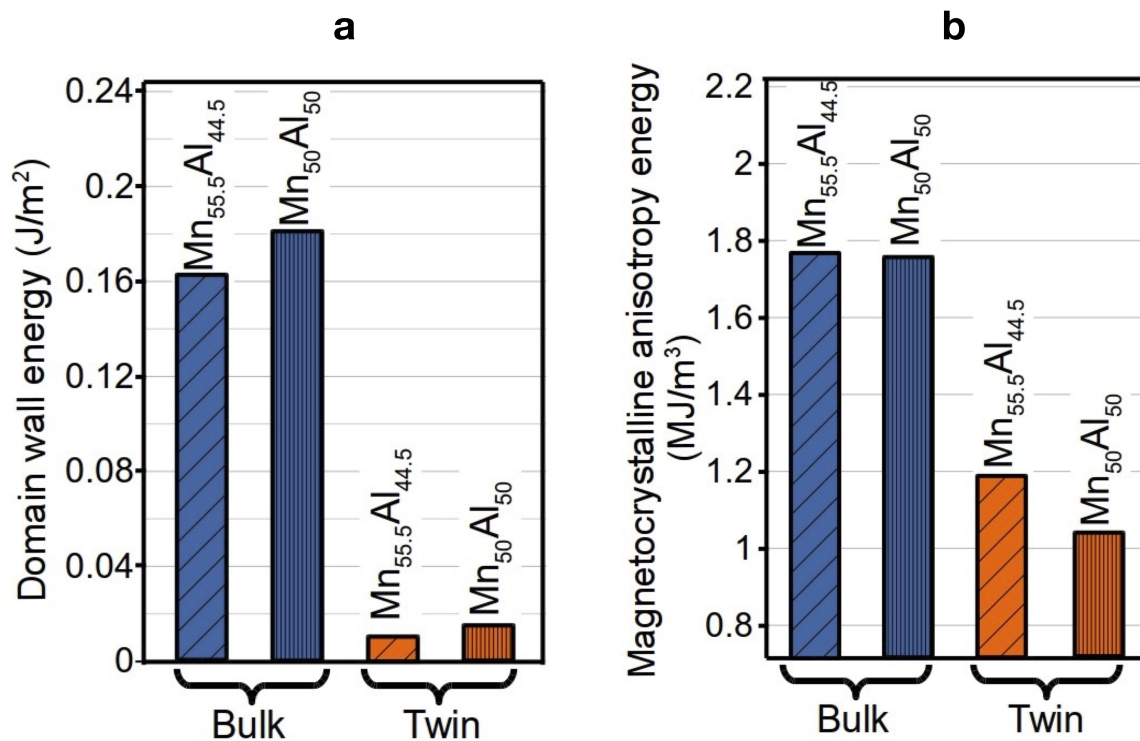 a
Domain wall energy (J/m²)
0.24
0.2
0.16
0.12
0.08
0.04
0
Mn₅₅.₅Al₄₄.₅
Mn₅₀Al₅₀
Mn₅₅.₅Al₄₄.₅
Mn₅₀Al₅₀
Bulk
Twin
b
Magnetocrystalline anisotropy energy
(MJ/m³)
2.2
2
1.8
1.6
1.4
1.2
1
0.8
Mn₅₅.₅Al₄₄.₅
Mn₅₀Al₅₀
Mn₅₅.₅Al₄₄.₅
Mn₅₀Al₅₀
Bulk
Twin